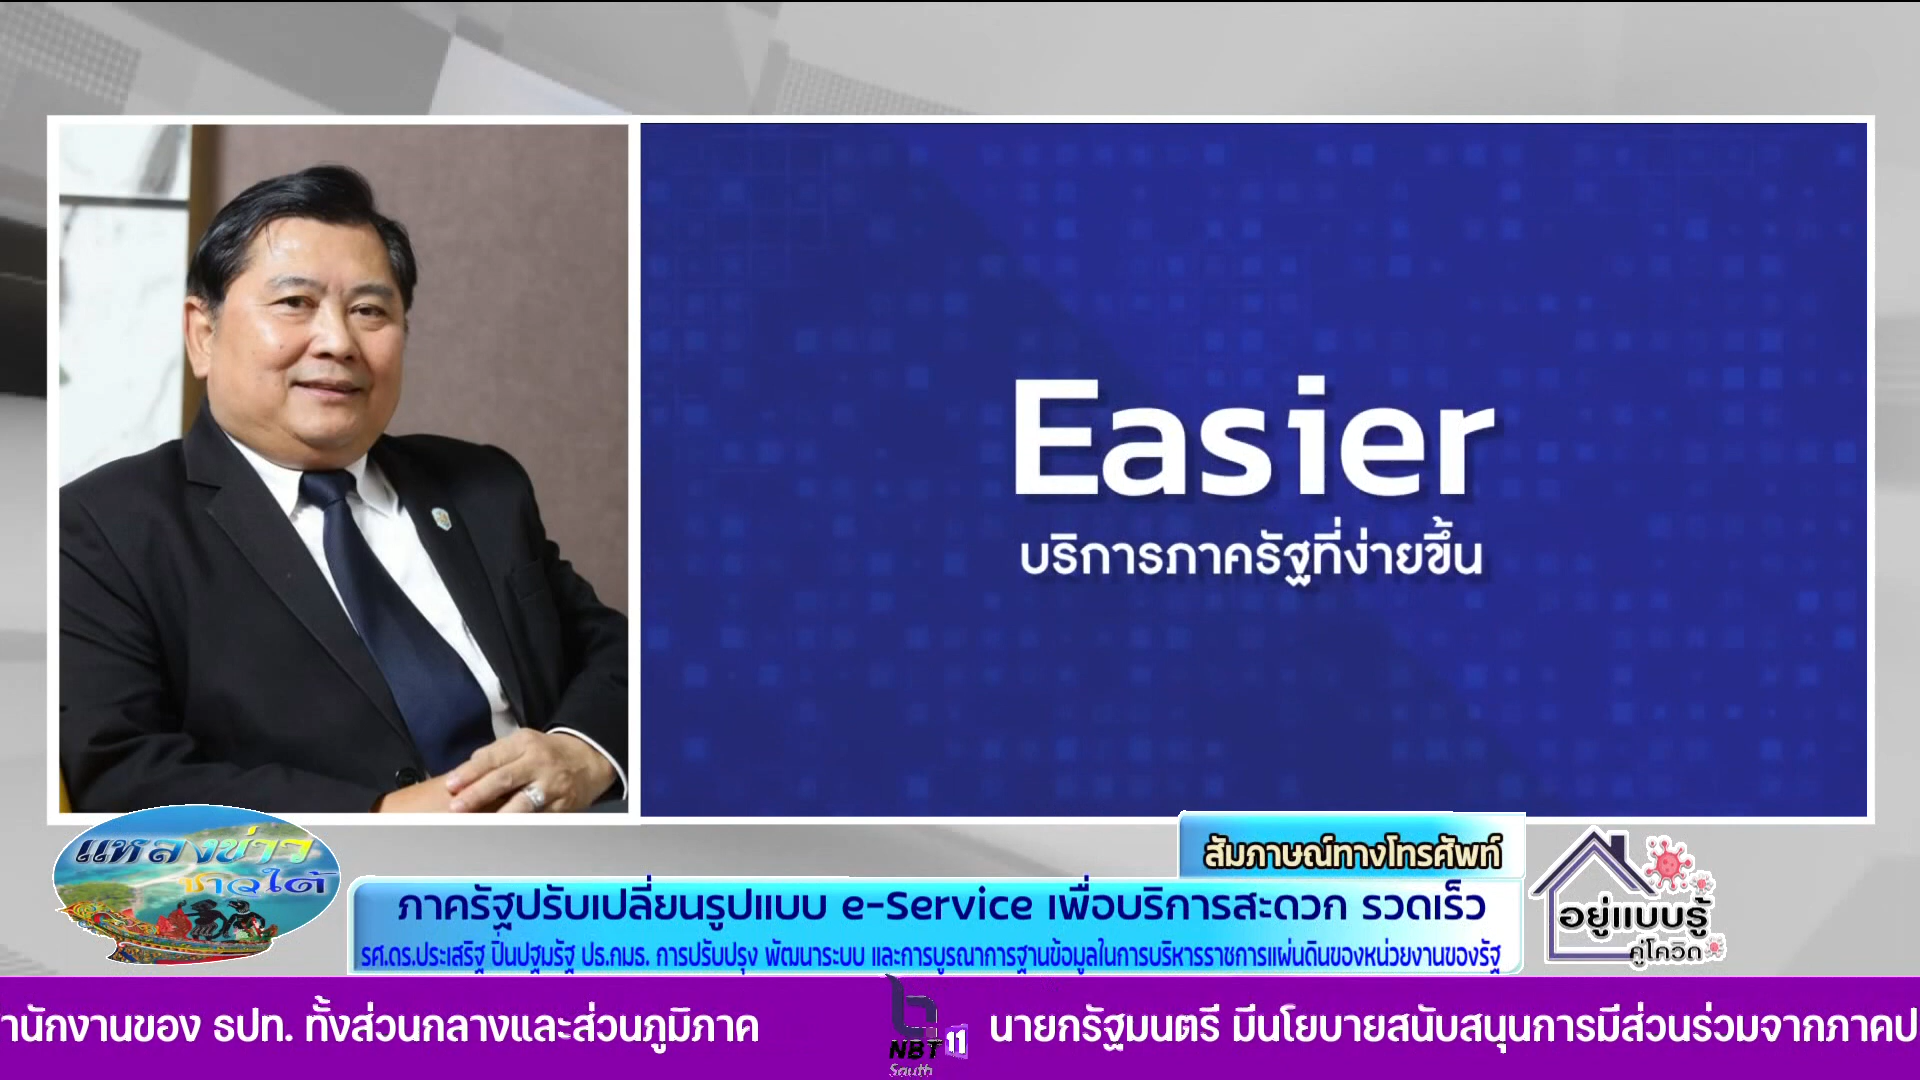 Easier
บริการภาครัฐที่ง่ายขึ้น
สัมภาษณ์ทางโทรศัพท์
แหลงข่าว
ชาวใต้
ภาครัฐปรับเปลี่ยนรูปแบบ e-Service เพื่อบริการสะดวก รวดเร็ว
รศ.ดร.ประเสริฐ ปิ่นปฐมรัฐ ปธ.กมธ. การปรับปรุง พัฒนาระบบ และการบูรณาการฐานข้อมูลในการบริหารราชการแผ่นดินของหน่วยงานของรัฐ
อยู่แบบรู้
คู่โควิด
านักงานของ ธปท. ทั้งส่วนกลางและส่วนภูมิภาค
NBT 11
South
นายกรัฐมนตรี มีนโยบายสนับสนุนการมีส่วนร่วมจากภาคป